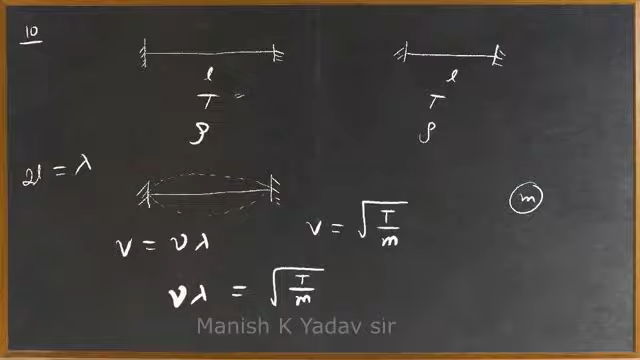 10
l
l
T =
T
ρ
ρ
2l = λ
m
v = νλ
v = √(T/m)
νλ = √(T/m)
Manish K Yadav sir